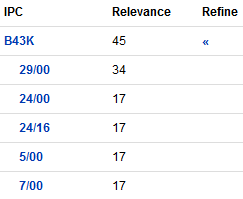 IPC Relevance Refine
B43K 45 «
29/00 34
24/00 17
24/16 17
5/00 17
7/00 17